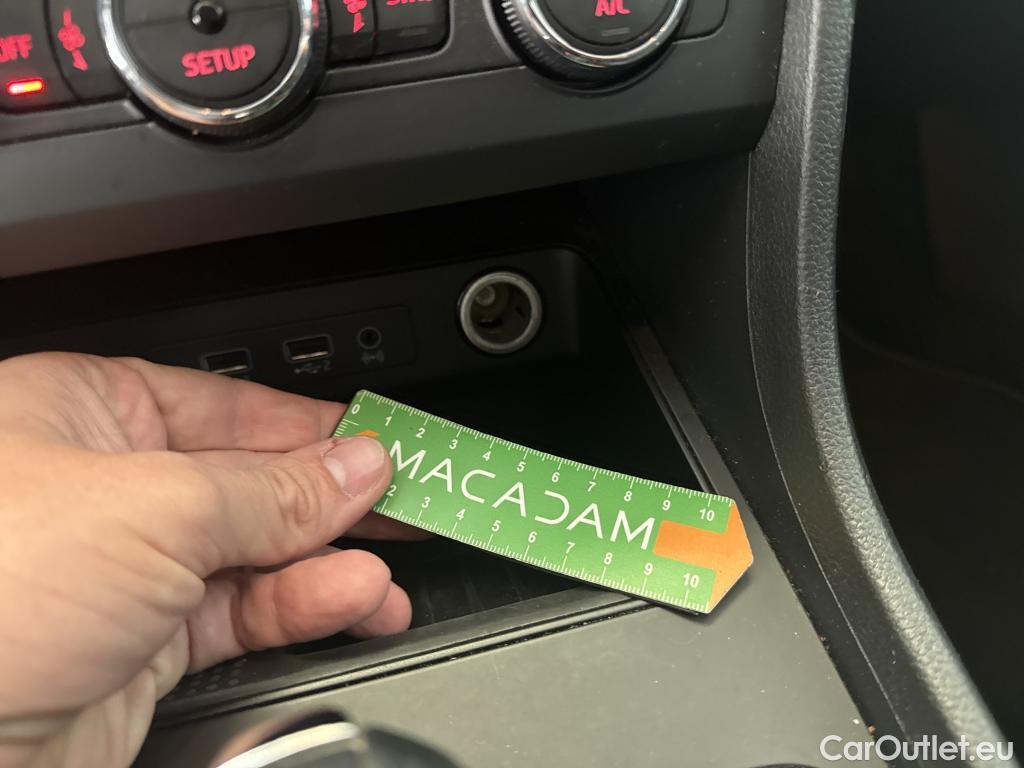 OFF
SETUP
A/C
0 1 2 3 4 5 6 7 8 9 10
MACADAM
2 3 4 5 6 7 8 9 10
CarOutlet.eu